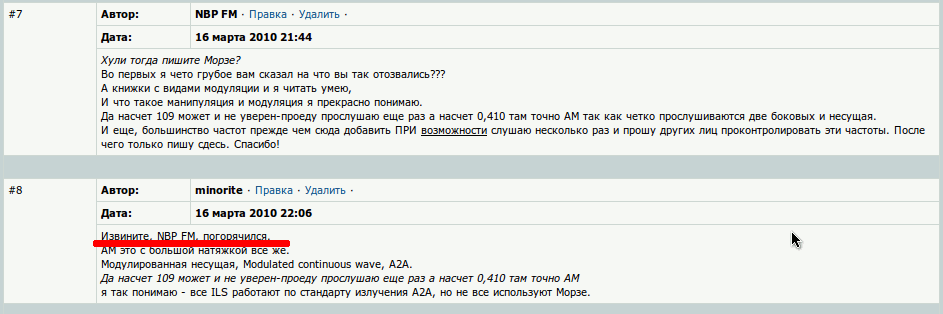 #7 Автор: NBP FM · Правка · Удалить ·
Дата: 16 марта 2010 21:44
Хули тогда пишите Морзе?
Во первых я чето грубое вам сказал на что вы так отозвались???
А книжки с видами модуляции и я читать умею,
И что такое манипуляция и модуляция я прекрасно понимаю.
Да насчет 109 может и не уверен-проеду прослушаю еще раз а насчет 0,410 там точно АМ так как четко прослушиваются две боковых и несущая.
И еще, большинство частот прежде чем сюда добавить ПРИ возможности слушаю несколько раз и прошу других лиц проконтролировать эти частоты. После
чего только пишу сдесь. Спасибо!
#8 Автор: minorite · Правка · Удалить ·
Дата: 16 марта 2010 22:06
Извините, NBP FM, погорячился.
АМ это с большой натяжкой все же.
Модулированная несущая, Modulated continuous wave, A2A.
Да насчет 109 может и не уверен-проеду прослушаю еще раз а насчет 0,410 там точно АМ
я так понимаю - все ILS работают по стандарту излучения A2A, но не все используют Морзе.